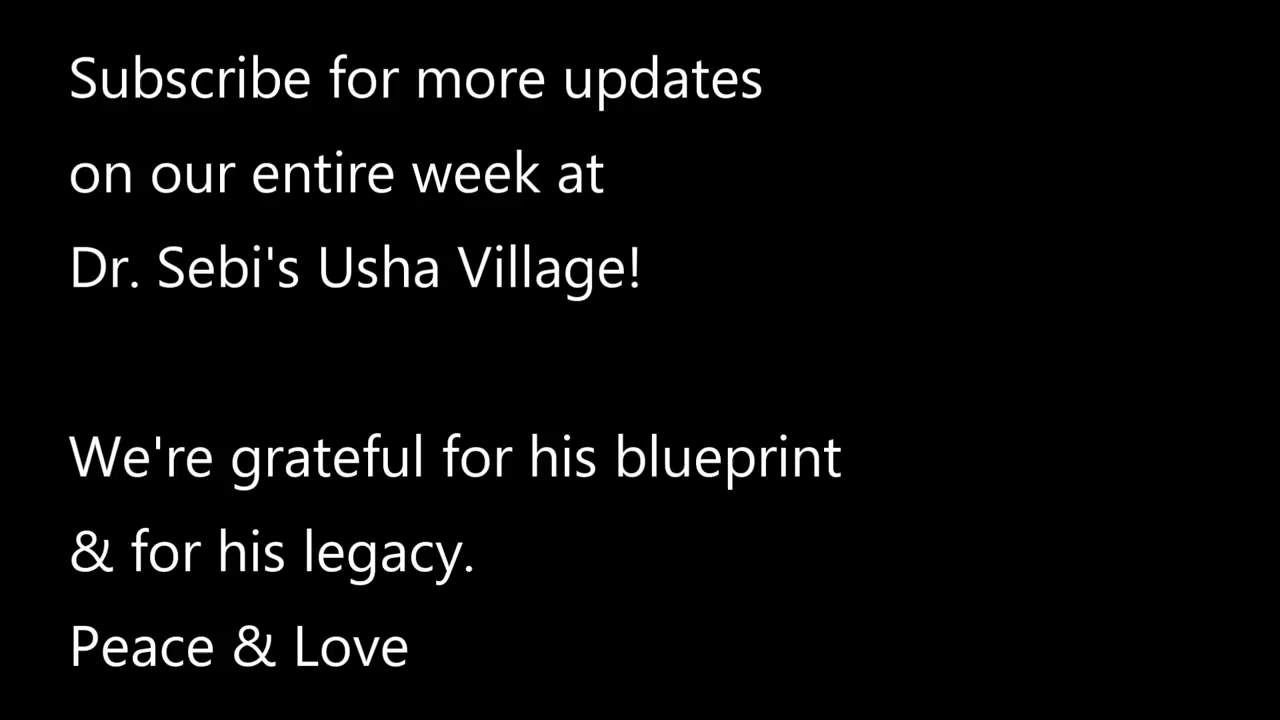 Subscribe for more updates
on our entire week at
Dr. Sebi's Usha Village!
We're grateful for his blueprint
& for his legacy.
Peace & Love